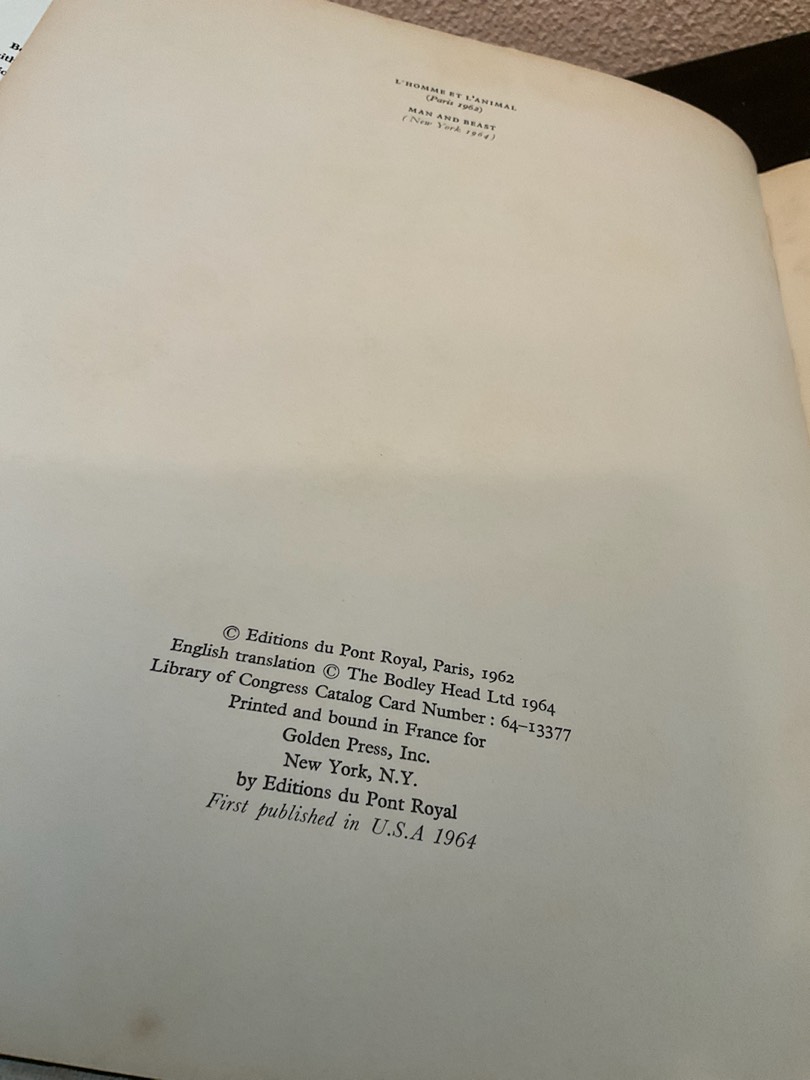 L'HOMME ET L'ANIMAL
(Paris 1962)
MAN AND BEAST
(New York 1964)
© Editions du Pont Royal, Paris, 1962
English translation © The Bodley Head Ltd 1964
Library of Congress Catalog Card Number: 64–13377
Printed and bound in France for
Golden Press, Inc.
New York, N.Y.
by Editions du Pont Royal
First published in U.S.A 1964